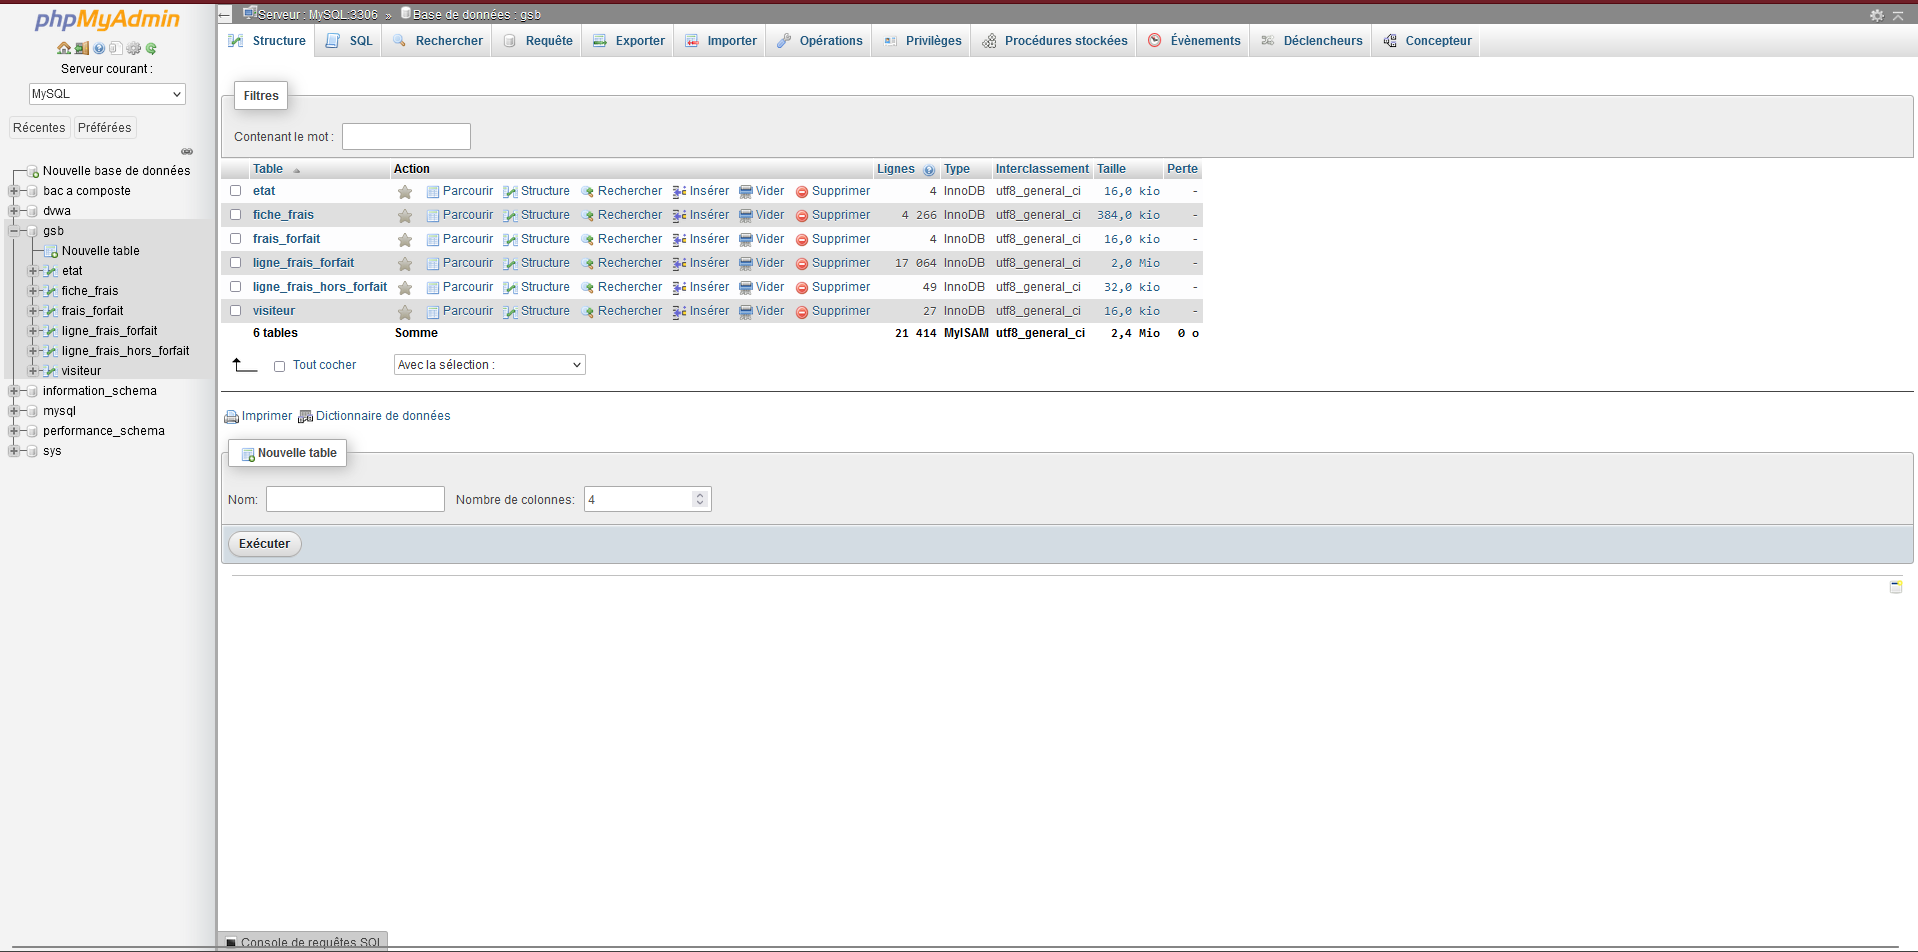 phpMyAdmin
Serveur courant :
MySQL
Récentes Préférées
Nouvelle base de données
bac a composte
dvwa
gsb
Nouvelle table
etat
fiche_frais
frais_forfait
ligne_frais_forfait
ligne_frais_hors_forfait
visiteur
information_schema
mysql
performance_schema
sys
Serveur : MySQL:3306 » Base de données : gsb
Structure SQL Rechercher Requête Exporter Importer Opérations Privilèges Procédures stockées Évènements Déclencheurs Concepteur
Filtres
Contenant le mot :
Table Action Lignes Type Interclassement Taille Perte
etat Parcourir Structure Rechercher Insérer Vider Supprimer 4 InnoDB utf8_general_ci 16,0 kio -
fiche_frais Parcourir Structure Rechercher Insérer Vider Supprimer 4 266 InnoDB utf8_general_ci 384,0 kio -
frais_forfait Parcourir Structure Rechercher Insérer Vider Supprimer 4 InnoDB utf8_general_ci 16,0 kio -
ligne_frais_forfait Parcourir Structure Rechercher Insérer Vider Supprimer 17 064 InnoDB utf8_general_ci 2,0 Mio -
ligne_frais_hors_forfait Parcourir Structure Rechercher Insérer Vider Supprimer 49 InnoDB utf8_general_ci 32,0 kio -
visiteur Parcourir Structure Rechercher Insérer Vider Supprimer 27 InnoDB utf8_general_ci 16,0 kio -
6 tables Somme 21 414 MyISAM utf8_general_ci 2,4 Mio 0 o
Tout cocher Avec la sélection :
Imprimer Dictionnaire de données
Nouvelle table
Nom: Nombre de colonnes: 4
Exécuter
Console de requêtes SQL